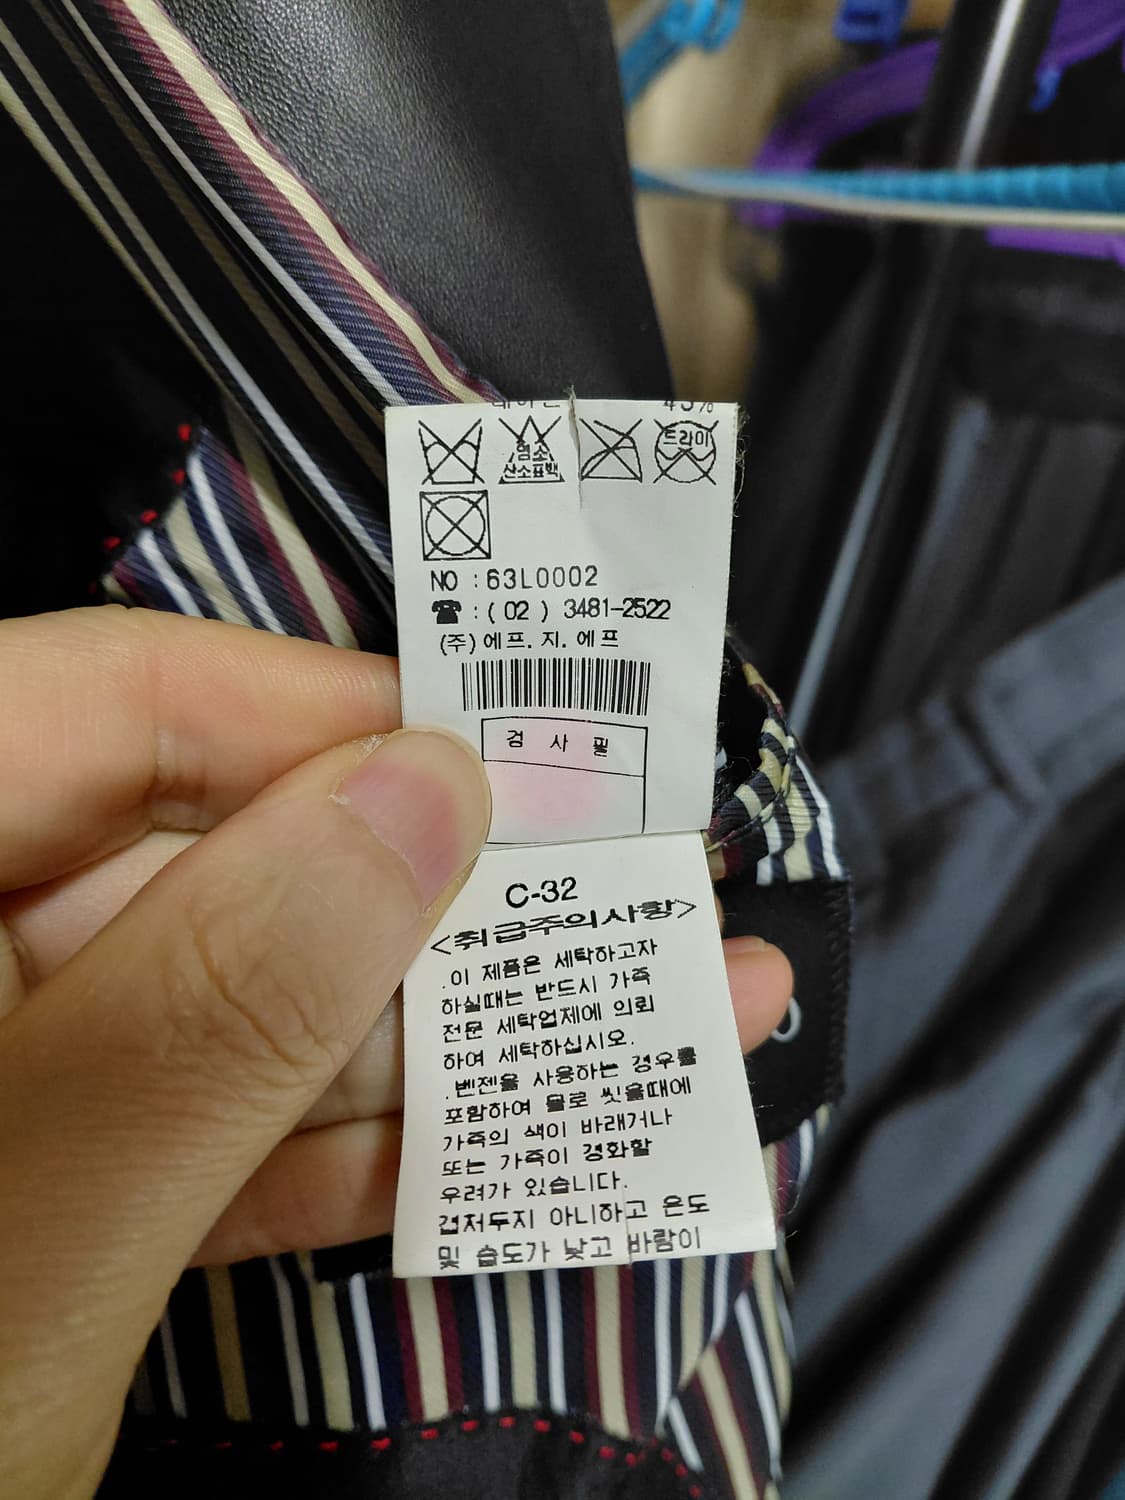 염소
산소표백
드라이
NO : 63L0002
☎ : ( 02 ) 3481-2522
(주) 에프. 지. 에프
검 사 필
C-32
<취급주의사항>
.이 제품은 세탁하고자
하실때는 반드시 가죽
전문 세탁업제에 의뢰
하여 세탁하십시오.
.벤젠을 사용하는 경우를
포함하여 물로 씻을때에
가죽의 색이 바래거나
또는 가죽이 경화할
우려가 있습니다.
겹쳐두지 아니하고 온도
및 습도가 낮고 바람이